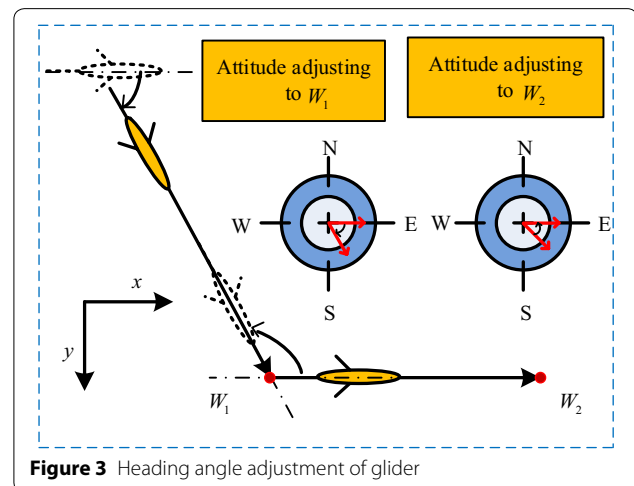 Attitude adjusting
to W₁
Attitude adjusting
to W₂
N
W
E
S
N
W
E
S
x
y
W₁
W₂
Figure 3 Heading angle adjustment of glider